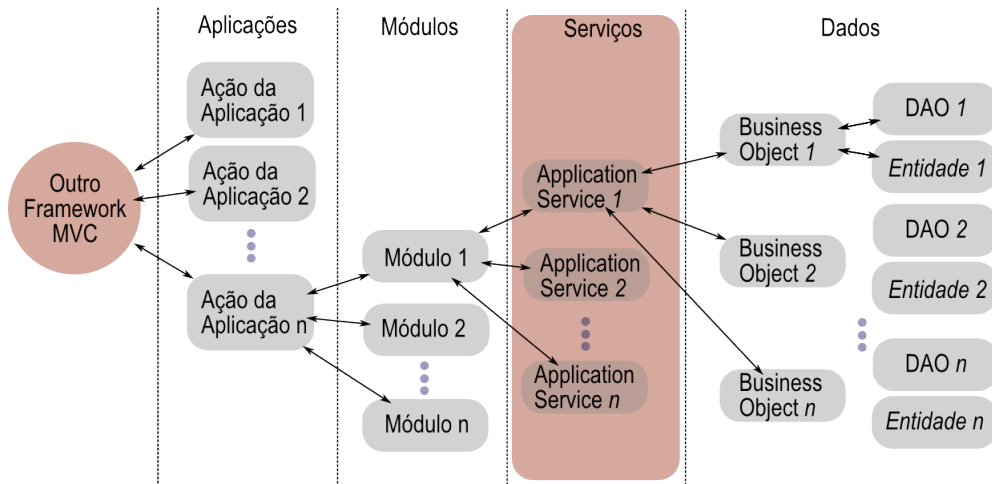 Aplicações
Módulos
Serviços
Dados
Outro
Framework
MVC
Ação da
Aplicação 1
Ação da
Aplicação 2
Ação da
Aplicação n
Módulo 1
Módulo 2
Módulo n
Application
Service 1
Application
Service 2
Application
Service n
Business
Object 1
Business
Object 2
Business
Object n
DAO 1
Entidade 1
DAO 2
Entidade 2
DAO n
Entidade n